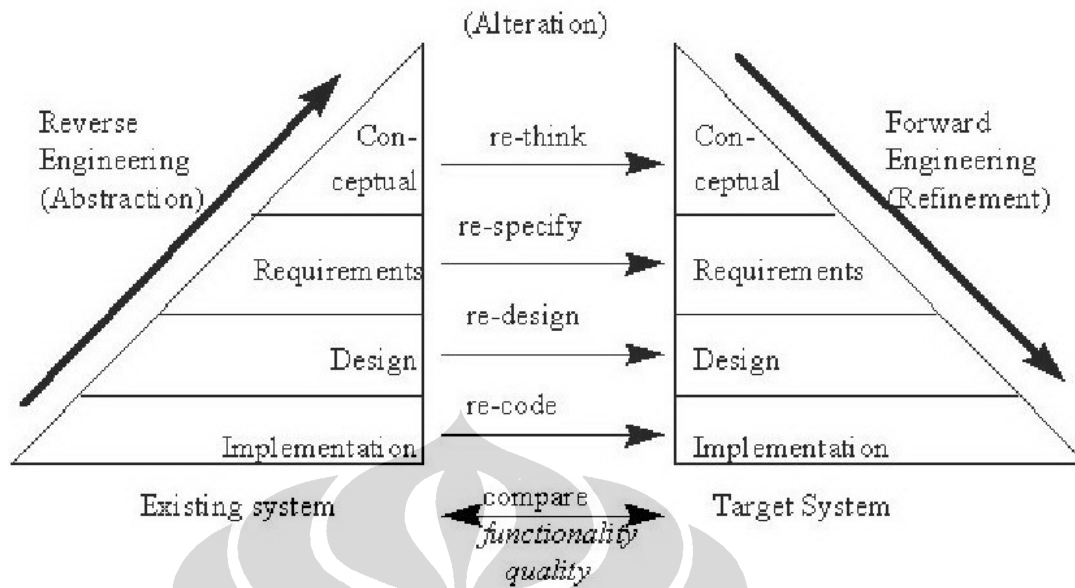 (Alteration)
Reverse
Engineering
(Abstraction)
Con-
ceptual
Requirements
Design
Implementation
Existing system
re-think
re-specify
re-design
re-code
compare
functionality
quality
Con-
ceptual
Requirements
Design
Implementation
Target System
Forward
Engineering
(Refinement)